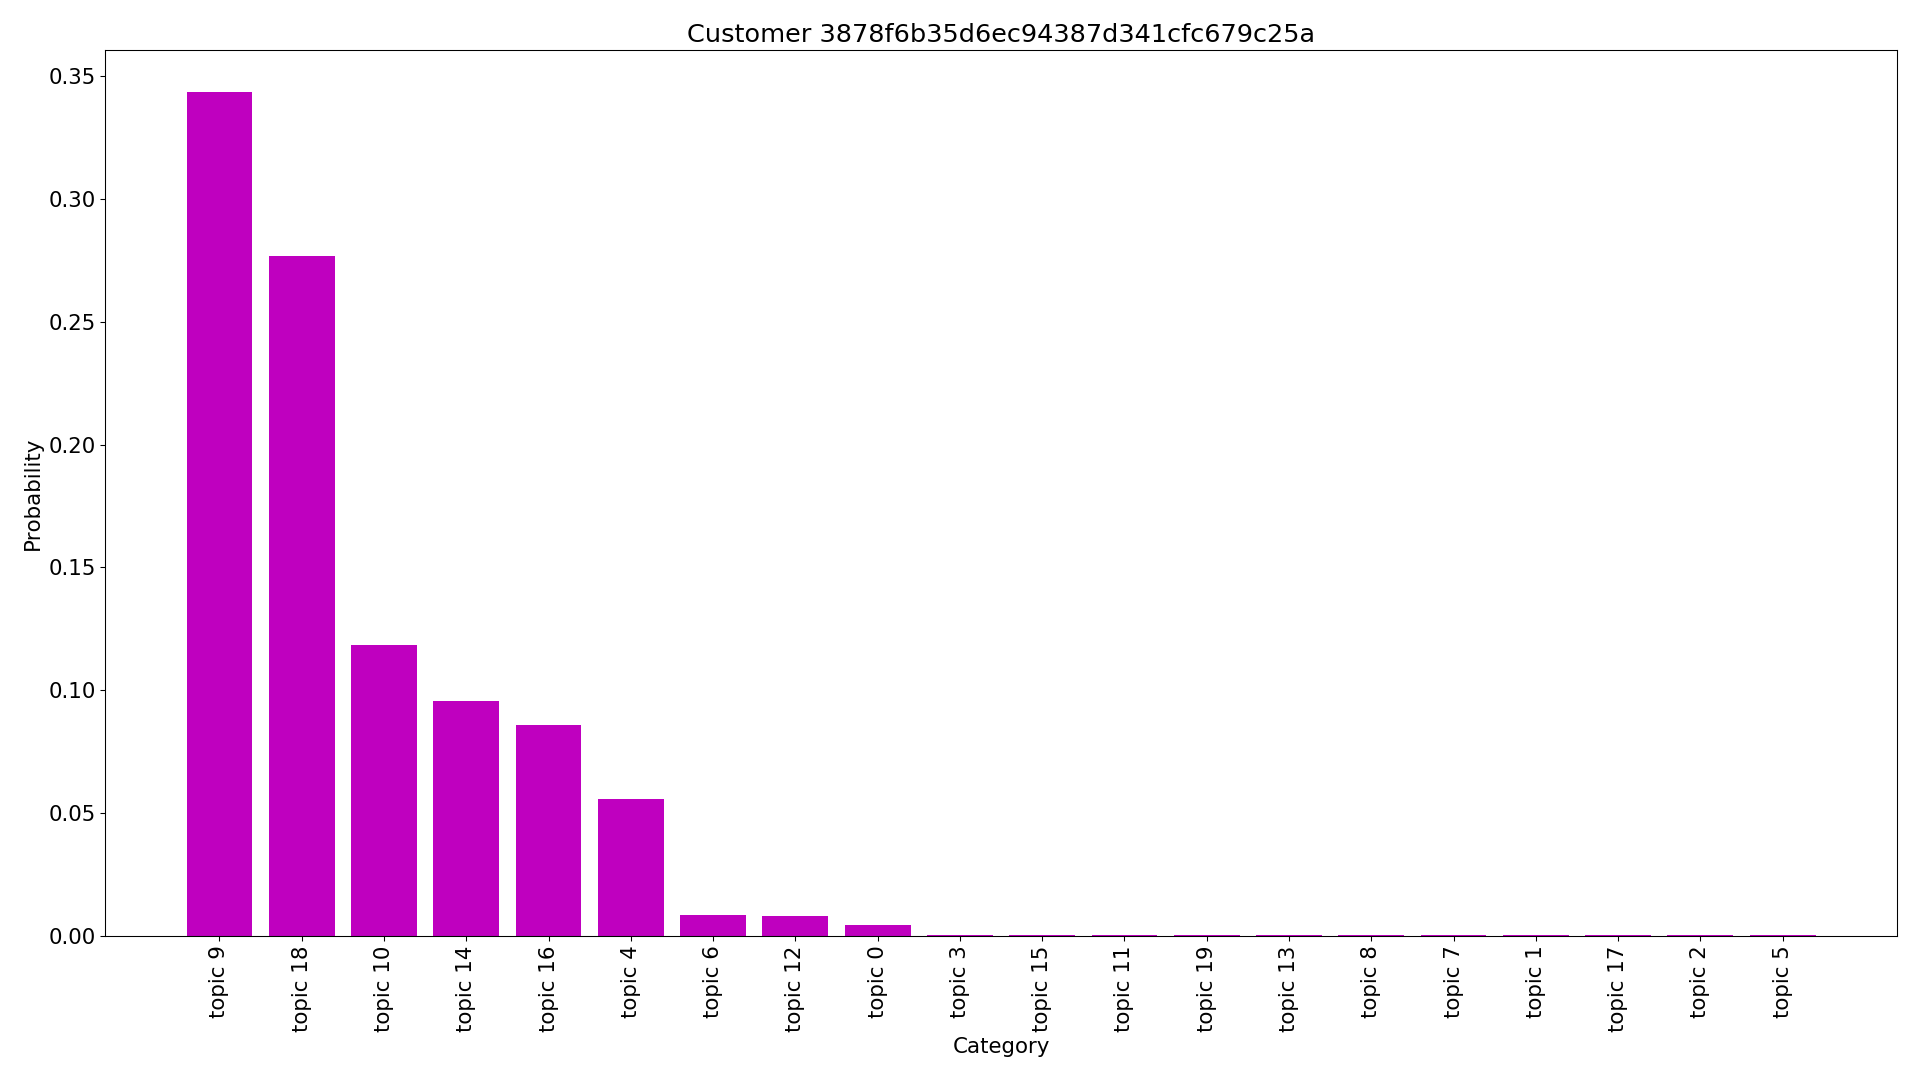 Customer 3878f6b35d6ec94387d341cfc679c25a
Probability
0.35
0.30
0.25
0.20
0.15
0.10
0.05
0.00
topic 9
topic 18
topic 10
topic 14
topic 16
topic 4
topic 6
topic 12
topic 0
topic 3
topic 15
topic 11
topic 19
topic 13
topic 8
topic 7
topic 1
topic 17
topic 2
topic 5
Category